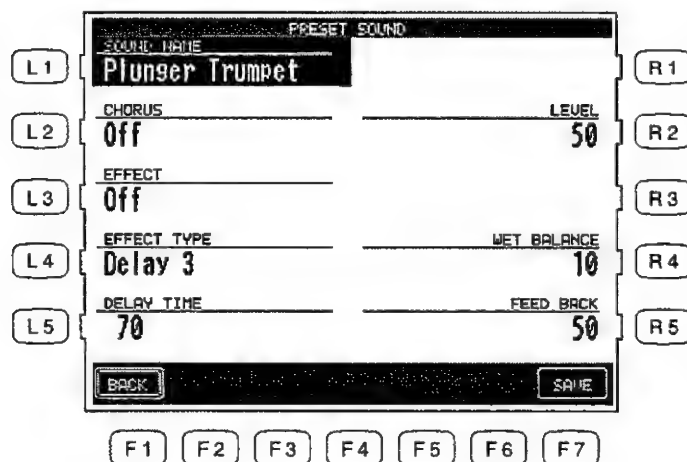 PRESET SOUND
SOUND NAME
L1 Plunger Trumpet R1
CHORUS LEVEL
L2 Off 50 R2
EFFECT
L3 Off R3
EFFECT TYPE WET BALANCE
L4 Delay 3 10 R4
DELAY TIME FEED BACK
L5 70 50 R5
BACK SAVE
F1 F2 F3 F4 F5 F6 F7